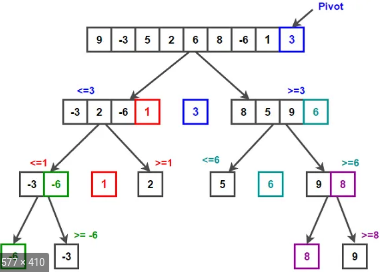 Pivot
9 -3 5 2 6 8 -6 1 3
<=3 >=3
-3 2 -6 1 3 8 5 9 6
<=1 >=1 <=6 >=6
-3 -6 1 2 5 6 9 8
>= -6 >=8
-3 8 9
577 × 410